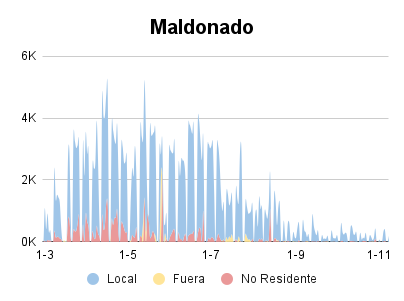 Maldonado
6K
4K
2K
0K
1-3 1-5 1-7 1-9 1-11
Local Fuera No Residente